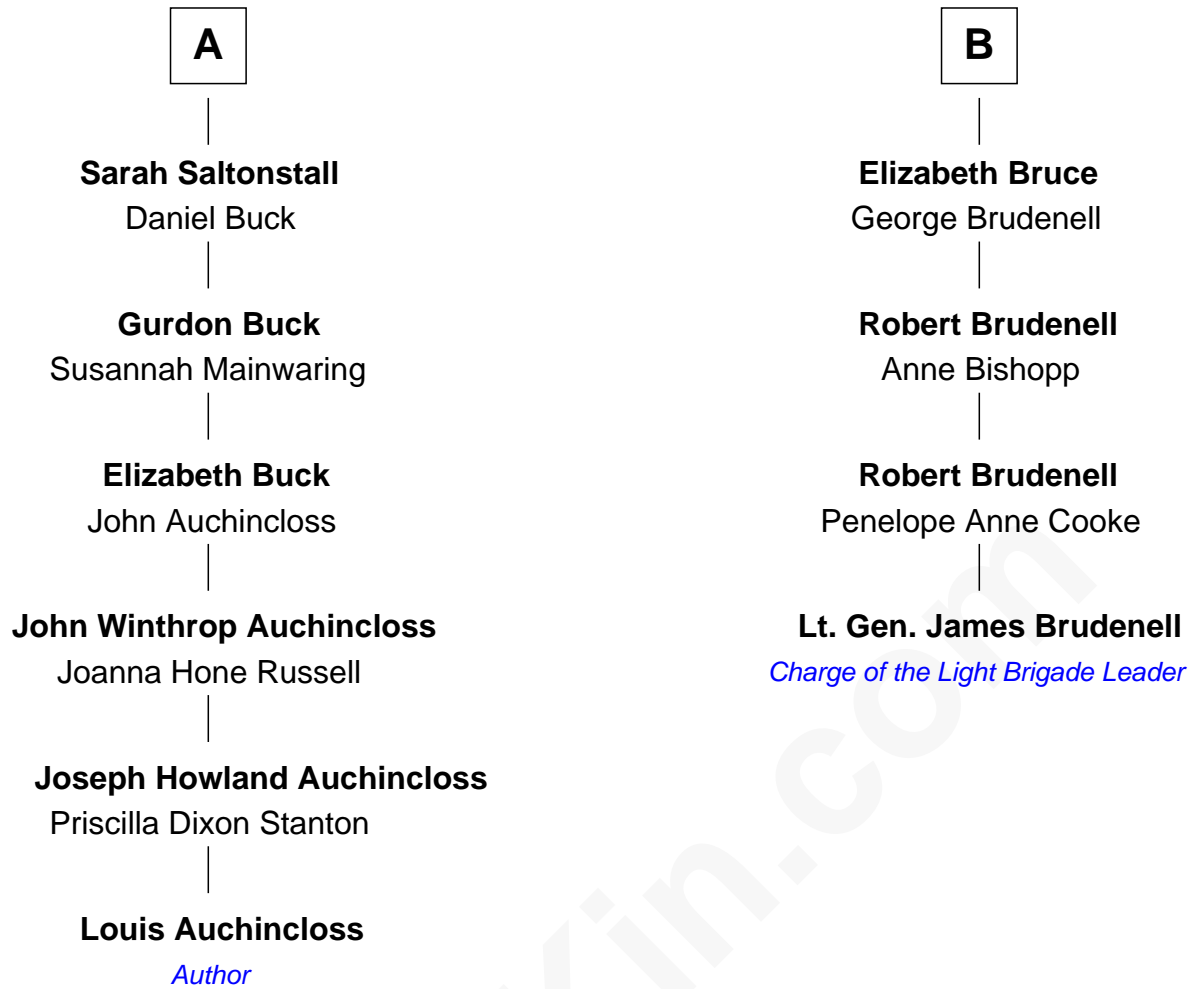 A
Sarah Saltonstall
Daniel Buck
Gurdon Buck
Susannah Mainwaring
Elizabeth Buck
John Auchincloss
John Winthrop Auchincloss
Joanna Hone Russell
Joseph Howland Auchincloss
Priscilla Dixon Stanton
Louis Auchincloss
Author
B
Elizabeth Bruce
George Brudenell
Robert Brudenell
Anne Bishopp
Robert Brudenell
Penelope Anne Cooke
Lt. Gen. James Brudenell
Charge of the Light Brigade Leader
Kin.com